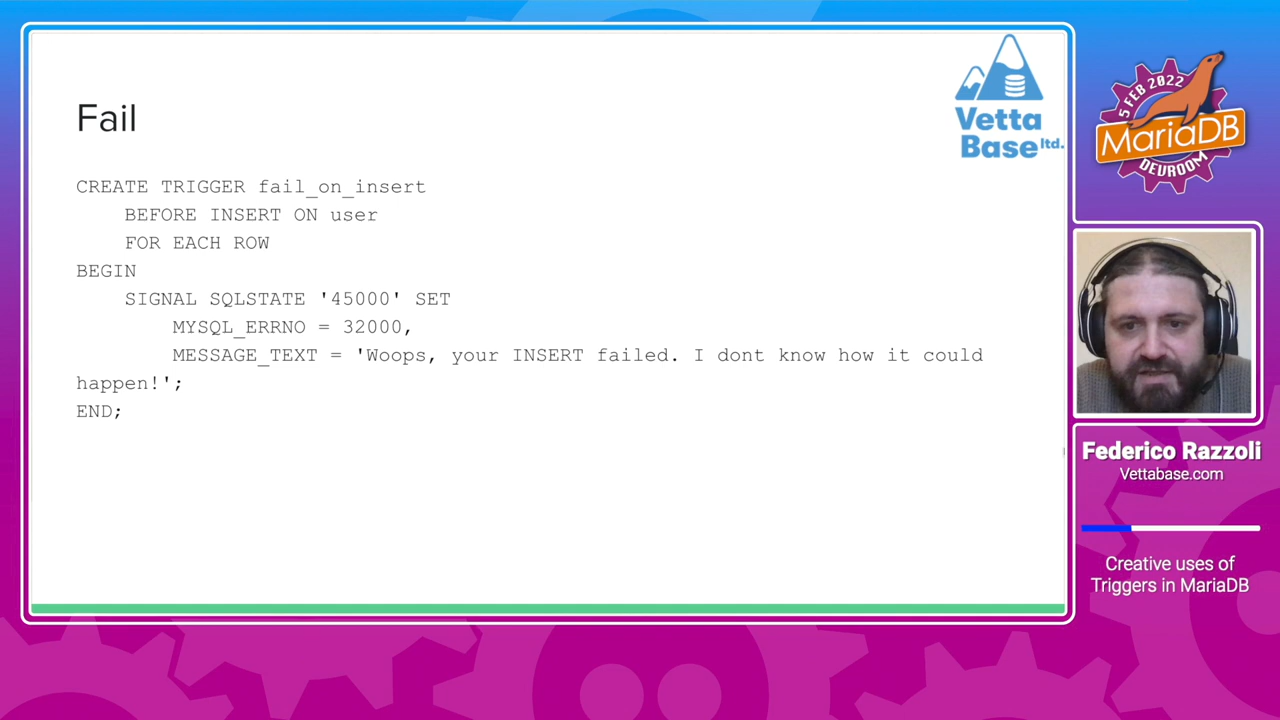 Fail
CREATE TRIGGER fail_on_insert
BEFORE INSERT ON user
FOR EACH ROW
BEGIN
SIGNAL SQLSTATE '45000' SET
MYSQL_ERRNO = 32000,
MESSAGE_TEXT = 'Woops, your INSERT failed. I dont know how it could
happen!';
END;
Vetta
Base ltd.
5 FEB 2022
MariaDB
DEVROOM
Federico Razzoli
Vettabase.com
Creative uses of
Triggers in MariaDB